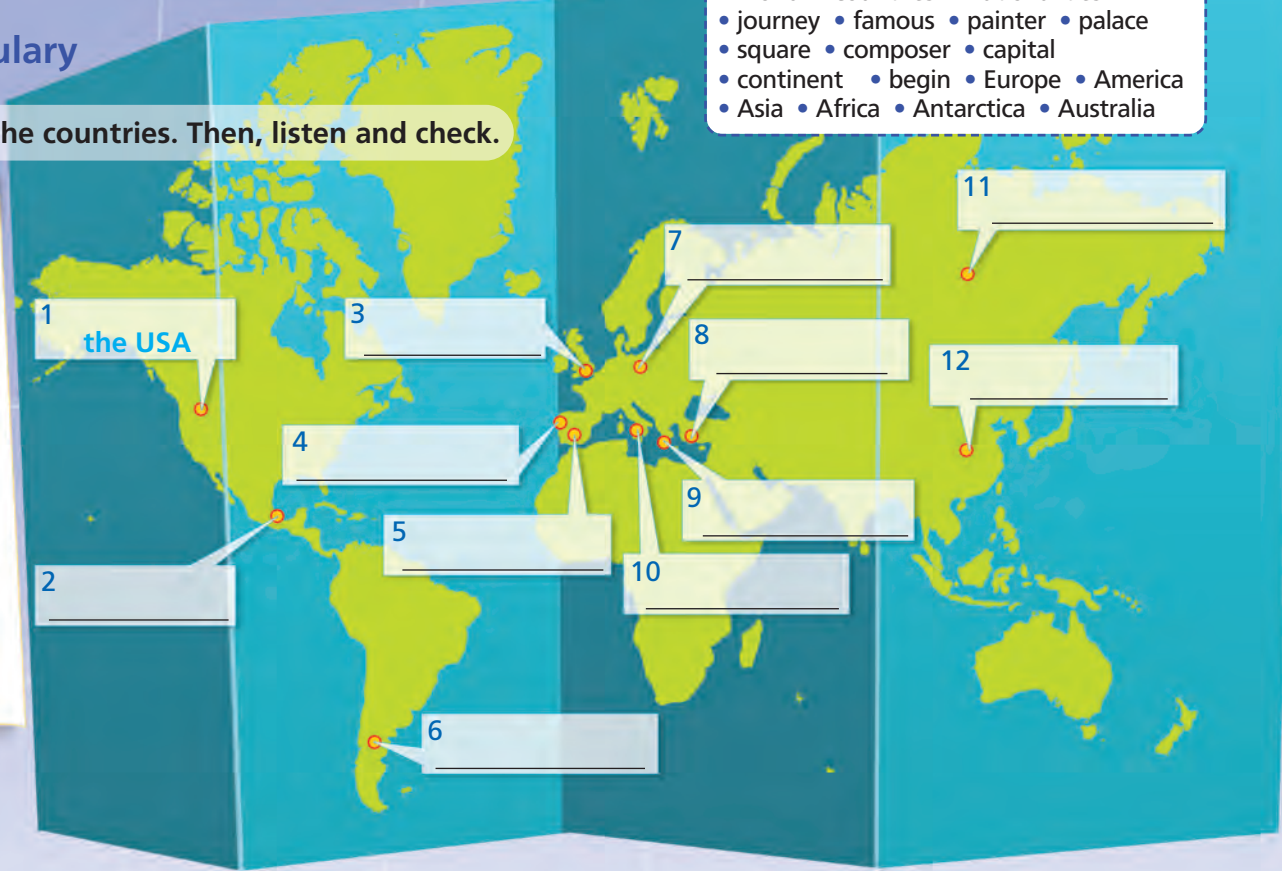 • journey • famous • painter • palace
• square • composer • capital
• continent • begin • Europe • America
• Asia • Africa • Antarctica • Australia
he countries. Then, listen and check.
1
the USA
2
3
4
5
6
7
8
9
10
11
12